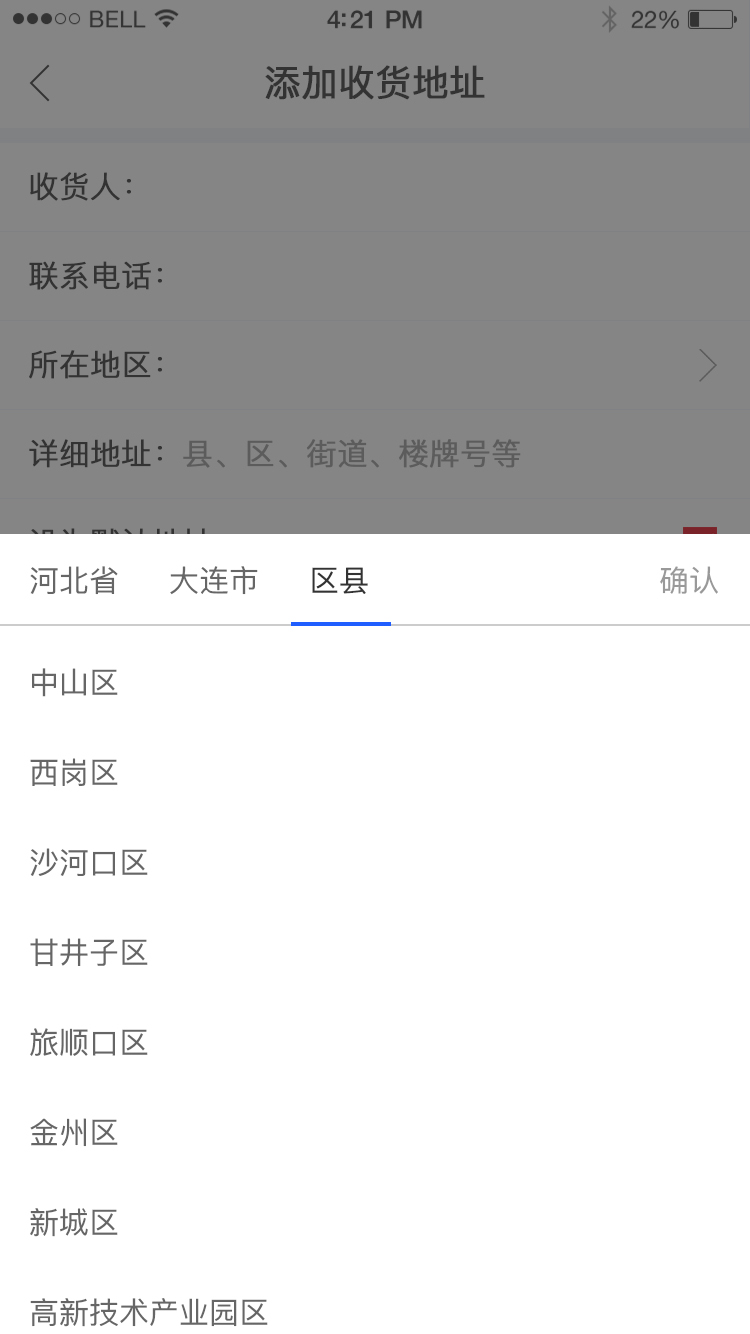 BELL 4:21 PM 22%
添加收货地址
收货人：
联系电话：
所在地区：
详细地址： 县、区、街道、楼牌号等
河北省 大连市 区县 确认
中山区
西岗区
沙河口区
甘井子区
旅顺口区
金州区
新城区
高新技术产业园区